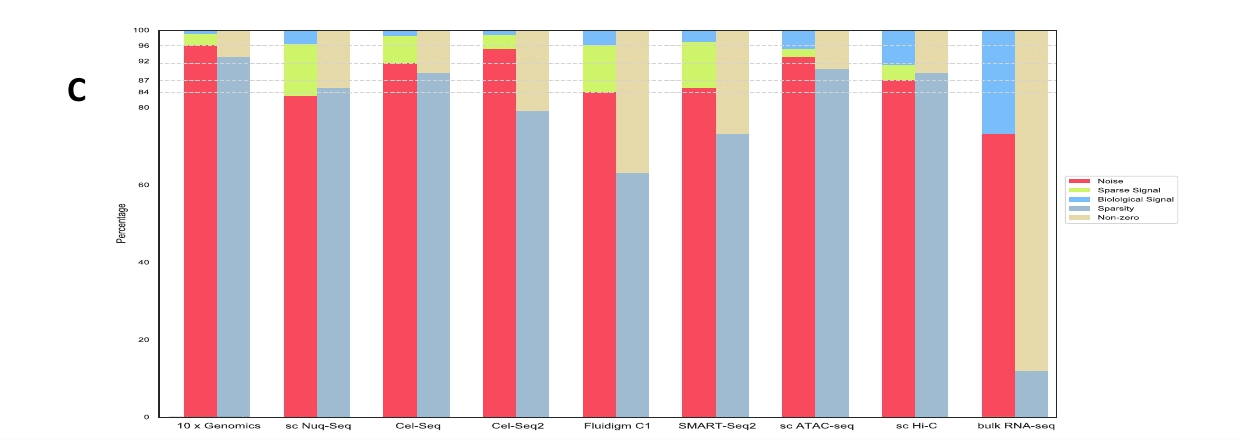 C
Percentage
100
96
92
87
84
80
60
40
20
0
10 x Genomics sc Nuq-Seq Cel-Seq Cel-Seq2 Fluidigm C1 SMART-Seq2 sc ATAC-seq sc Hi-C bulk RNA-seq
Noise
Sparse Signal
Biololgical Signal
Sparsity
Non-zero